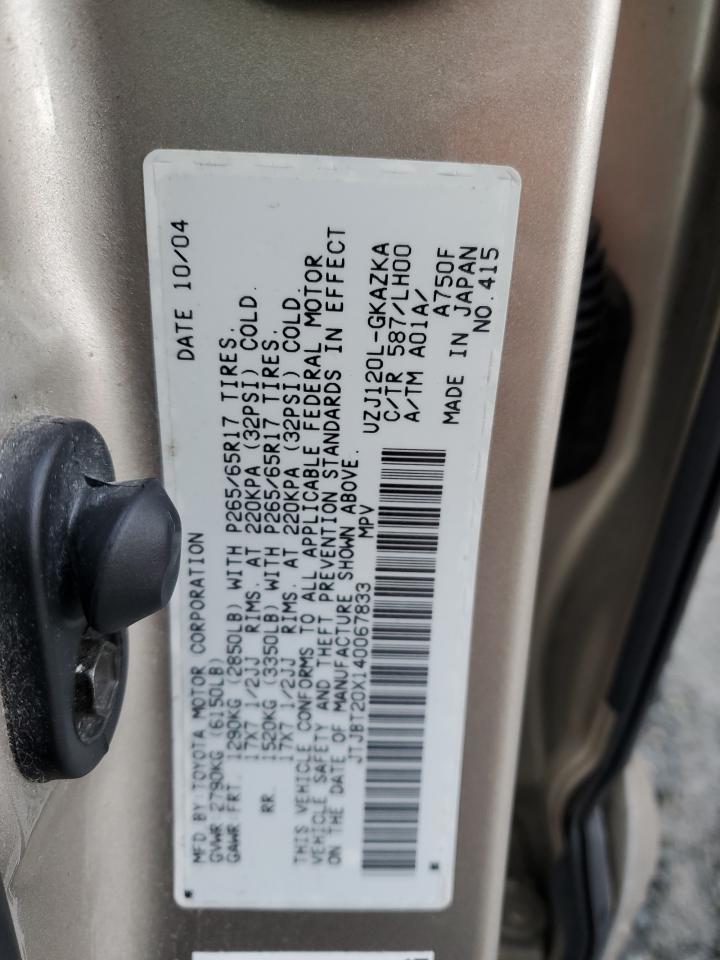 MFD BY TOYOTA MOTOR CORPORATION DATE 10/04
GVWR 2790KG (6150LB)
GAWR FRT. 1290KG (2850LB) WITH P265/65R17 TIRES.
17X7 1/2JJ RIMS. AT 220KPA (32PSI) COLD.
RR. 1520KG (3350LB) WITH P265/65R17 TIRES.
17X7 1/2JJ RIMS. AT 220KPA (32PSI) COLD.
THIS VEHICLE CONFORMS TO ALL APPLICABLE FEDERAL MOTOR
VEHICLE SAFETY AND THEFT PREVENTION STANDARDS IN EFFECT
ON THE DATE OF MANUFACTURE SHOWN ABOVE.
JTJBT20X140067833 MPV
UZJ120L-GKAZKA
C/TR 587/LH00
A/TM A01A/ A750F
MADE IN JAPAN
NO.415